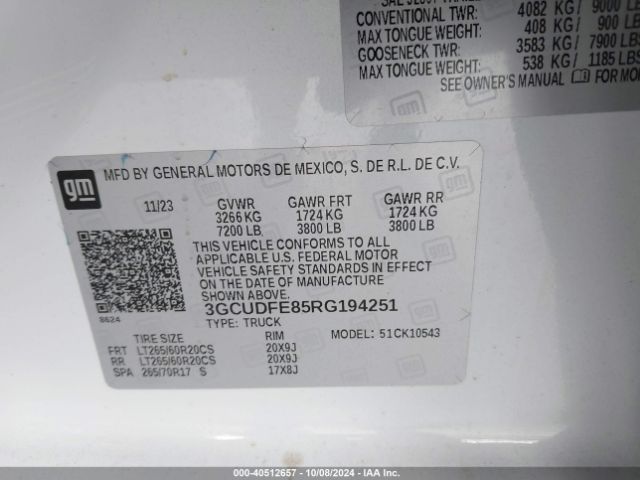 CONVENTIONAL TWR: 4082 KG / 9000 LB
MAX TONGUE WEIGHT: 408 KG / 900 LB
GOOSENECK TWR: 3583 KG / 7900 LBS
MAX TONGUE WEIGHT: 538 KG / 1185 LBS
SEE OWNER'S MANUAL FOR MO
gm
MFD BY GENERAL MOTORS DE MEXICO, S. DE R.L. DE C.V.
11/23 GVWR GAWR FRT GAWR RR
3266 KG 1724 KG 1724 KG
7200 LB 3800 LB 3800 LB
THIS VEHICLE CONFORMS TO ALL
APPLICABLE U.S. FEDERAL MOTOR
VEHICLE SAFETY STANDARDS IN EFFECT
ON THE DATE OF MANUFACTURE
SHOWN ABOVE.
3GCUDFE85RG194251
8624 TYPE: TRUCK
TIRE SIZE RIM MODEL: 51CK10543
FRT LT265/60R20CS 20X9J
RR LT265/60R20CS 20X9J
SPA 265/70R17 S 17X8J
000-40512657 - 10/08/2024 - COPYRIGHT IAA